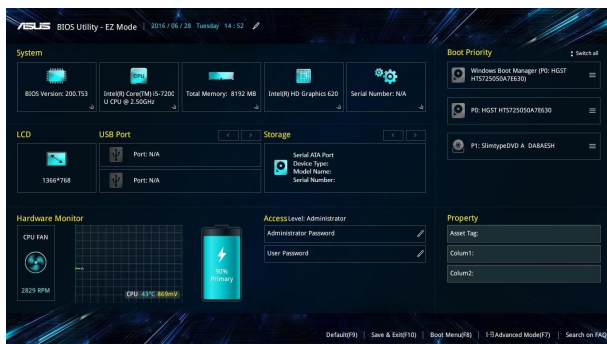 ASUS BIOS Utility - EZ Mode 2016 / 06 / 28 Tuesday 14 : 52
System
BIOS Version: 200.T53
Intel(R) Core(TM) i5-7200
U CPU @ 2.50GHz
Total Memory: 8192 MB
Intel(R) HD Graphics 620
Serial Number: N/A
LCD
1366*768
USB Port
Port: N/A
Port: N/A
Storage
Serial ATA Port
Device Type:
Model Name:
Serial Number:
Hardware Monitor
CPU FAN
2829 RPM
CPU 43°C 869mV
90%
Primary
Access Level: Administrator
Administrator Password
User Password
Boot Priority
Switch all
Windows Boot Manager (P0: HGST
HTS725050A7E630)
P0: HGST HTS725050A7E630
P1: SlimtypeDVD A DA8AESH
Property
Asset Tag:
Colum1:
Colum2:
Default(F9) | Save & Exit(F10) | Boot Menu(F8) | Advanced Mode(F7) | Search on FAQ